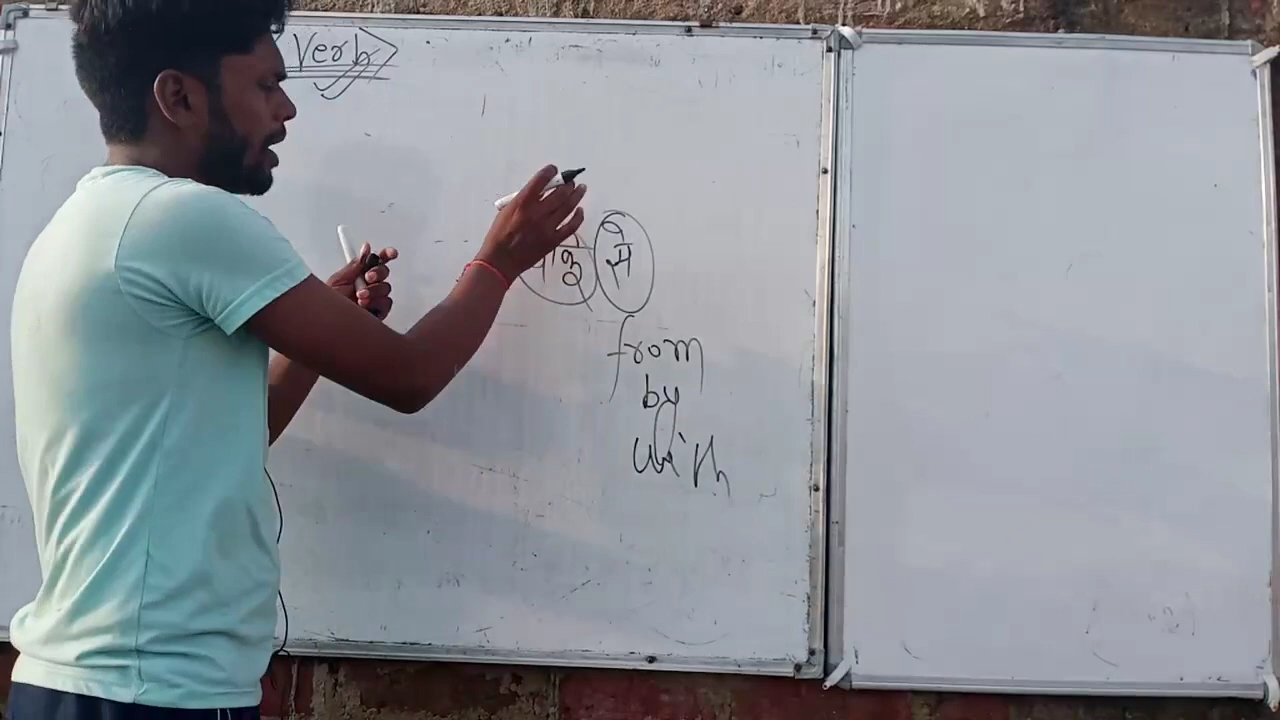 Verb
से
from
by
with